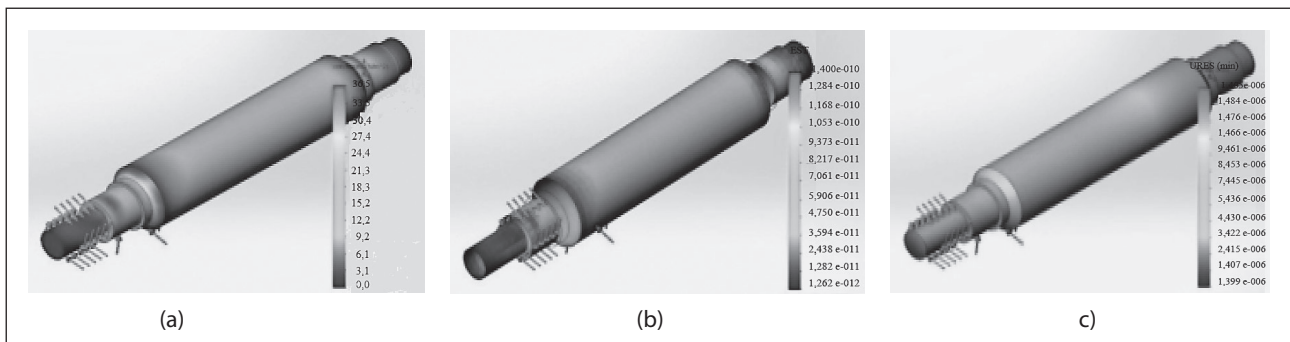 36,5
33,5
30,4
27,4
24,4
21,3
18,3
15,2
12,2
9,2
6,1
3,1
0,0
(a)
1,400 e-010
1,284 e-010
1,168 e-010
1,053 e-010
9,373 e-011
8,217 e-011
7,061 e-011
5,906 e-011
4,750 e-011
3,594 e-011
2,438 e-011
1,282 e-011
1,262 e-012
(b)
URES (min)
1,484 e-006
1,476 e-006
1,466 e-006
9,461 e-006
8,453 e-006
7,445 e-006
5,436 e-006
4,430 e-006
3,422 e-006
2,415 e-006
1,407 e-006
1,399 e-006
c)